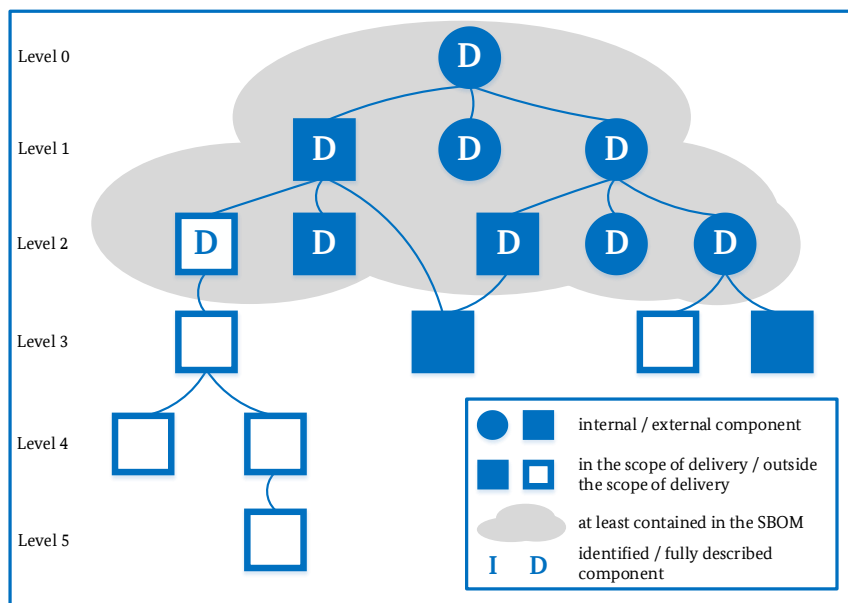 Level 0
D
Level 1
D D D
Level 2
D D D D D
Level 3
Level 4
Level 5
internal / external component
in the scope of delivery / outside
the scope of delivery
at least contained in the SBOM
I D identified / fully described
component